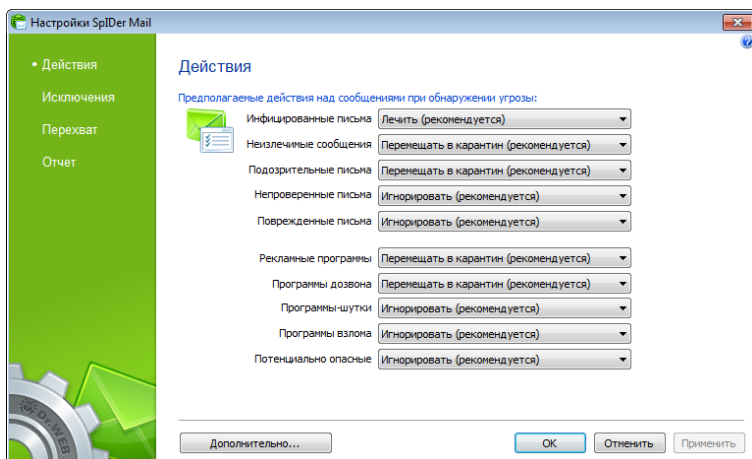 Настройки SpIDer Mail
• Действия
Исключения
Перехват
Отчет
Действия
Предполагаемые действия над сообщениями при обнаружении угрозы:
Инфицированные письма Лечить (рекомендуется)
Неизлечимые сообщения Перемещать в карантин (рекомендуется)
Подозрительные письма Перемещать в карантин (рекомендуется)
Непроверенные письма Игнорировать (рекомендуется)
Поврежденные письма Игнорировать (рекомендуется)
Рекламные программы Перемещать в карантин (рекомендуется)
Программы дозвона Перемещать в карантин (рекомендуется)
Программы-шутки Игнорировать (рекомендуется)
Программы взлома Игнорировать (рекомендуется)
Потенциально опасные Игнорировать (рекомендуется)
Dr.WEB
Дополнительно... OK Отменить Применить